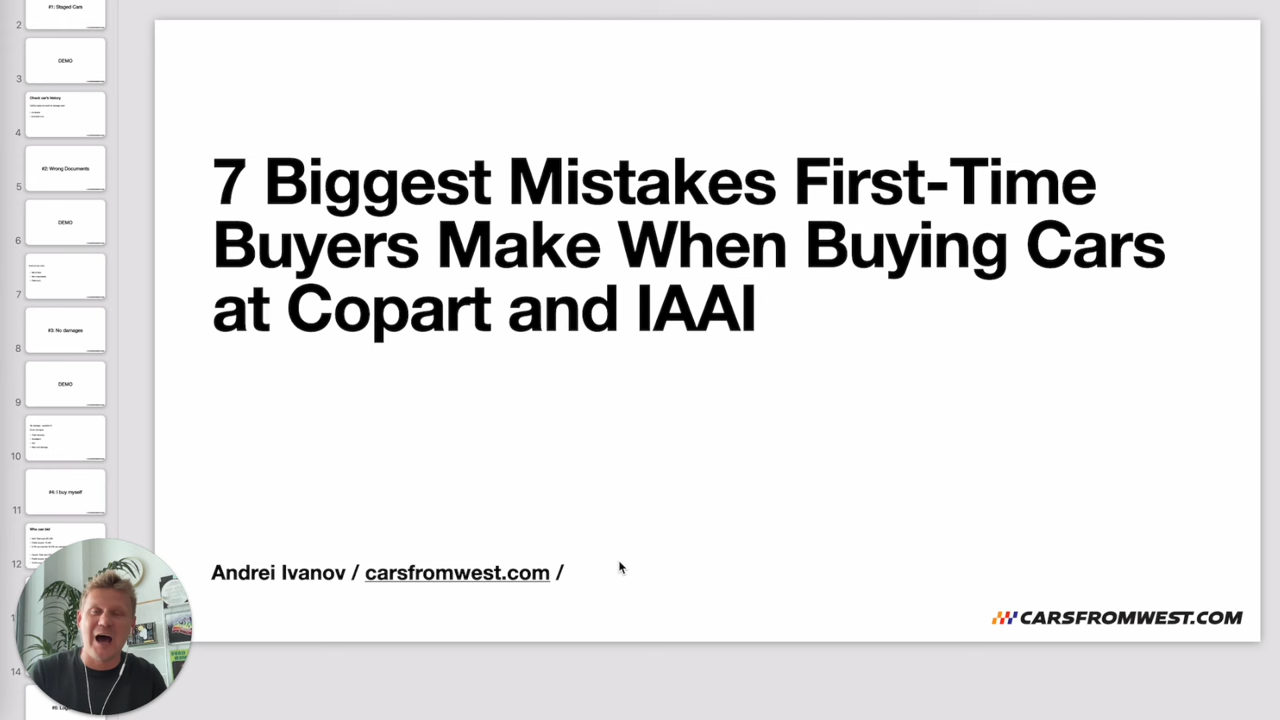 2
#1: Staged Cars
3
DEMO
4
Check car's history
5
#2: Wrong Documents
6
DEMO
7
8
#3: No damages
9
DEMO
10
11
#4: I buy myself
12
Who can bid
14
7 Biggest Mistakes First-Time
Buyers Make When Buying Cars
at Copart and IAAI
Andrei Ivanov / carsfromwest.com /
CARSFROMWEST.COM